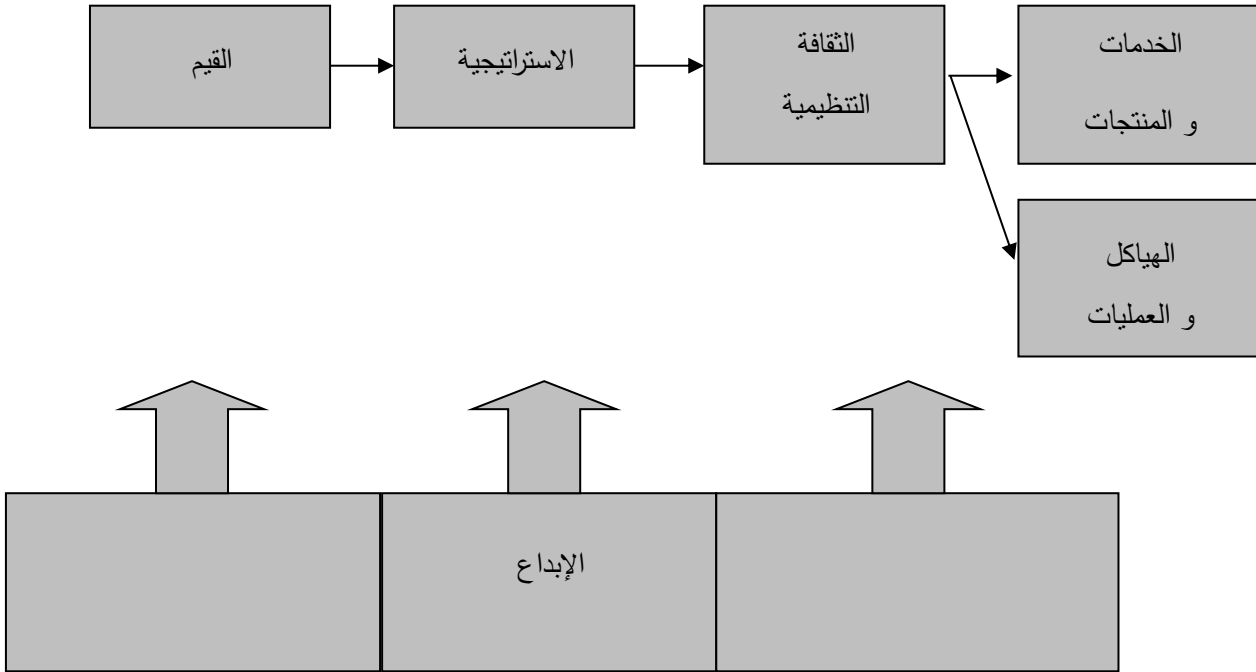 القيم
الاستراتيجية
الثقافة
التنظيمية
الخدمات
و المنتجات
الهياكل
و العمليات
الإبداع